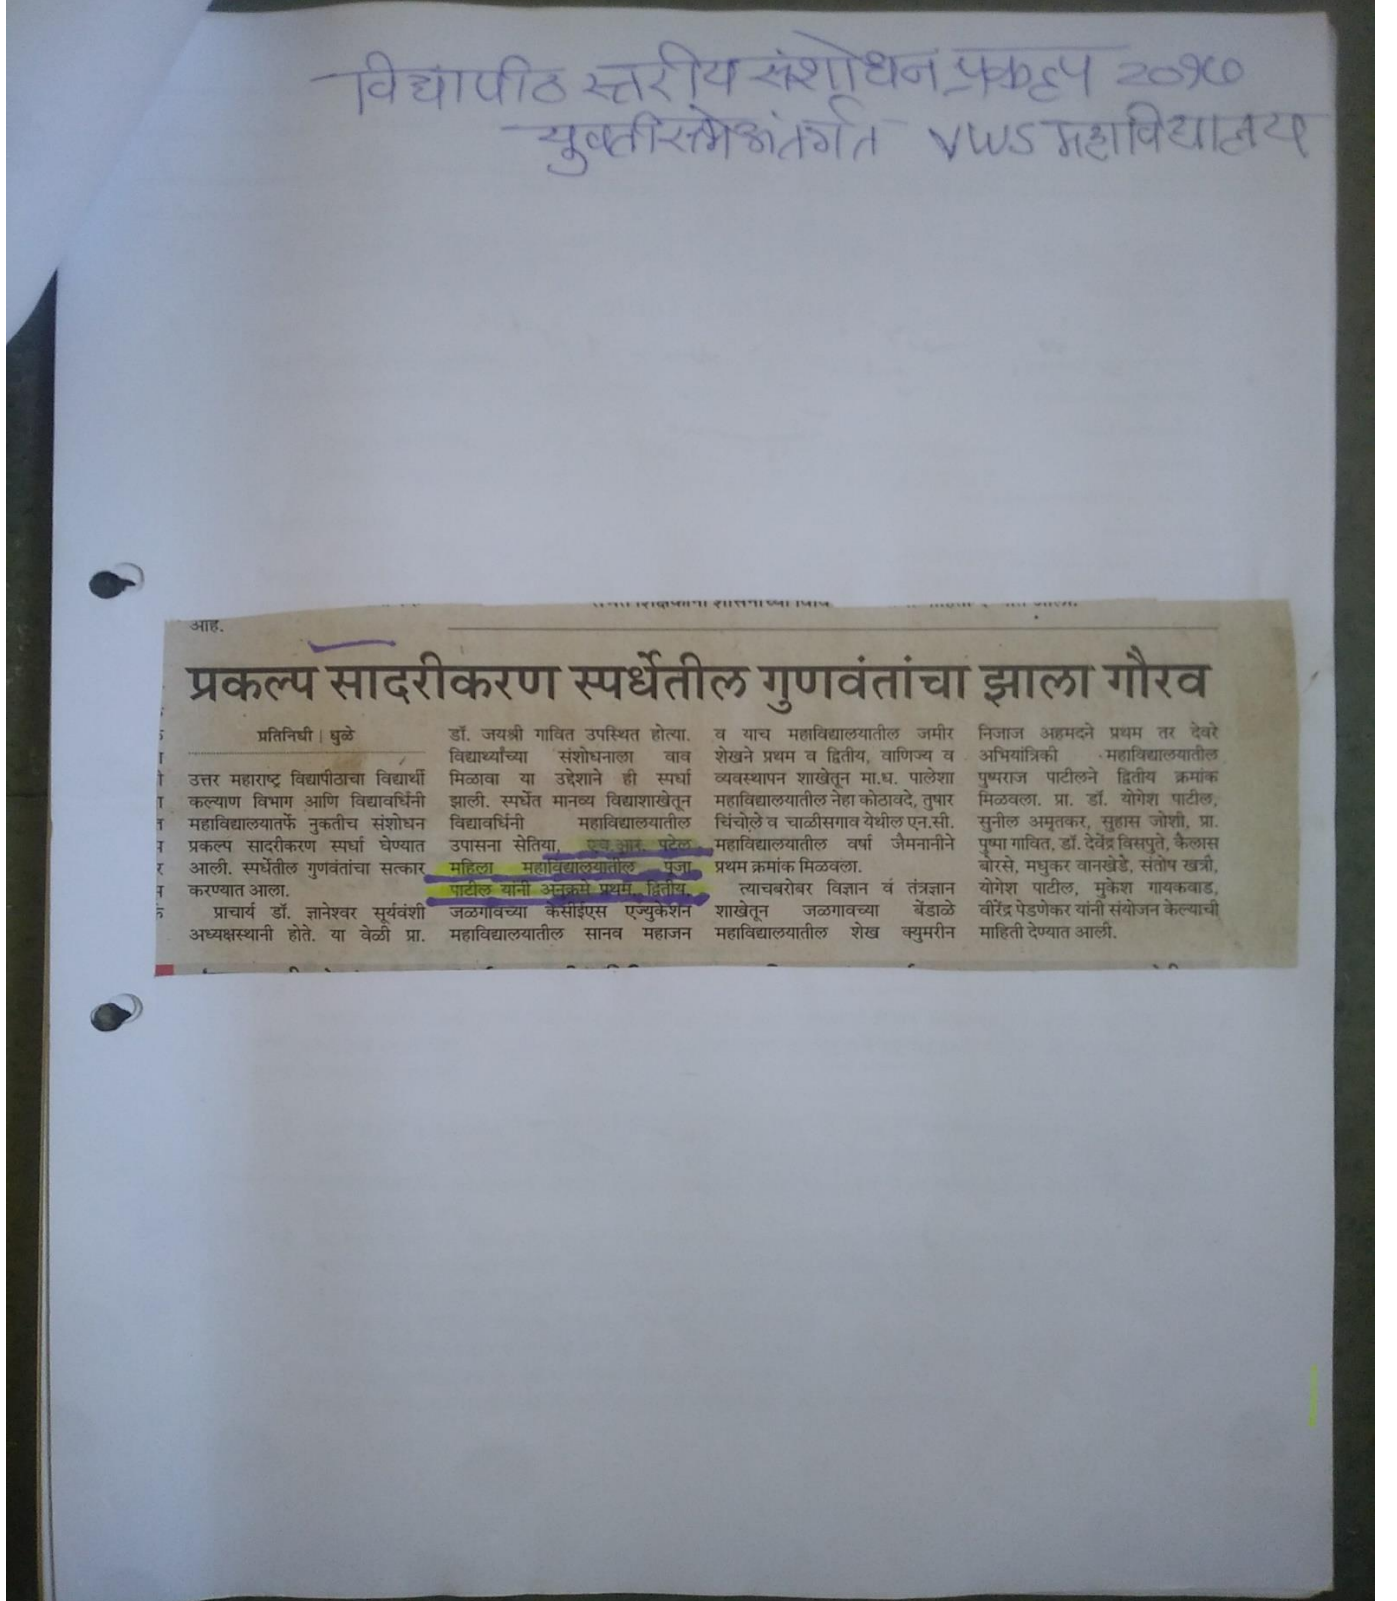 विद्यापीठ स्तरीय संशोधन प्रकल्प २०१७
युवतीसभेअंतर्गत VWS महाविद्यालय
आह.
प्रकल्प सादरीकरण स्पर्धेतील गुणवंतांचा झाला गौरव
प्रतिनिधी | धुळे
उत्तर महाराष्ट्र विद्यापीठाचा विद्यार्थी
कल्याण विभाग आणि विद्यावर्धिनी
महाविद्यालयातर्फे नुकतीच संशोधन
प्रकल्प सादरीकरण स्पर्धा घेण्यात
आली. स्पर्धेतील गुणवंतांचा सत्कार
करण्यात आला.
प्राचार्य डॉ. ज्ञानेश्वर सूर्यवंशी
अध्यक्षस्थानी होते. या वेळी प्रा.
डॉ. जयश्री गावित उपस्थित होत्या.
विद्यार्थ्यांच्या संशोधनाला वाव
मिळावा या उद्देशाने ही स्पर्धा
झाली. स्पर्धेत मानव्य विद्याशाखेतून
विद्यावर्धिनी महाविद्यालयातील
उपासना सेतिया, एच.आर. पटेल
महिला महाविद्यालयातील पूजा
पाटील यांनी अनुक्रमे प्रथम, द्वितीय,
जळगावच्या केसीईएस एज्युकेशन
महाविद्यालयातील सानव महाजन
व याच महाविद्यालयातील जमीर
शेखने प्रथम व द्वितीय, वाणिज्य व
व्यवस्थापन शाखेतून मा.ध. पालेशा
महाविद्यालयातील नेहा कोठावदे, तुषार
चिंचोले व चाळीसगाव येथील एन.सी.
महाविद्यालयातील वर्षा जैमनानीने
प्रथम क्रमांक मिळवला.
त्याचबरोबर विज्ञान वं तंत्रज्ञान
शाखेतून जळगावच्या बेंडाळे
महाविद्यालयातील शेख क्युमरीन
निजाज अहमदने प्रथम तर देवरे
अभियांत्रिकी महाविद्यालयातील
पुष्पराज पाटीलने द्वितीय क्रमांक
मिळवला. प्रा. डॉ. योगेश पाटील,
सुनील अमृतकर, सुहास जोशी, प्रा.
पुष्पा गावित, डॉ. देवेंद्र विसपुते, कैलास
बोरसे, मधुकर वानखेडे, संतोष खत्री,
योगेश पाटील, मुकेश गायकवाड,
वीरेंद्र पेडणेकर यांनी संयोजन केल्याची
माहिती देण्यात आली.